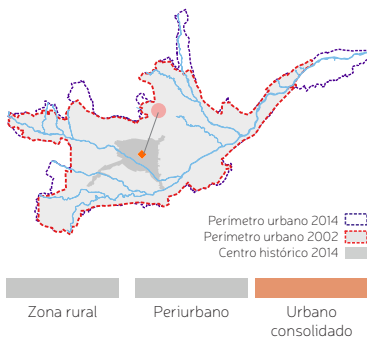 Perímetro urbano 2014
Perímetro urbano 2002
Centro histórico 2014
Zona rural
Periurbano
Urbano
consolidado